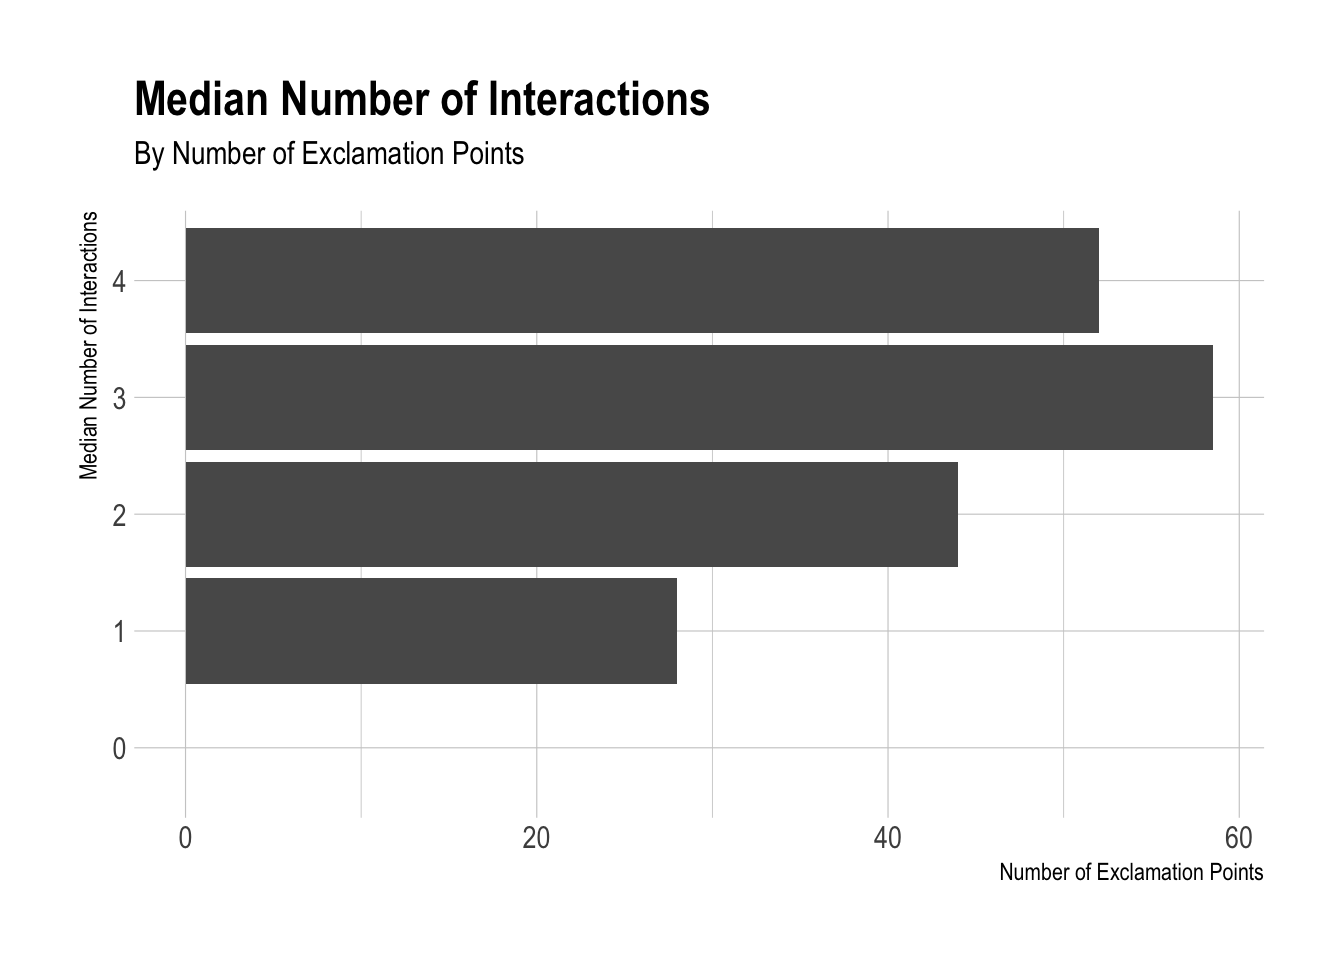 Median Number of Interactions
By Number of Exclamation Points
Median Number of Interactions
4
3
2
1
0
0 20 40 60
Number of Exclamation Points